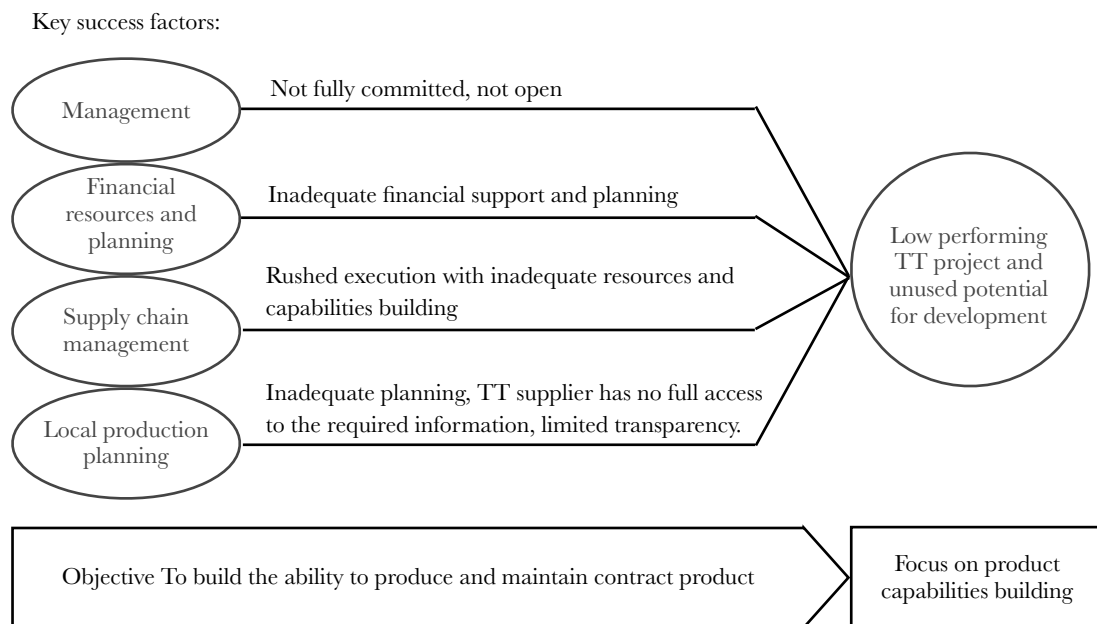 Key success factors:
Management
Not fully committed, not open
Financial
resources and
planning
Inadequate financial support and planning
Supply chain
management
Rushed execution with inadequate resources and
capabilities building
Local production
planning
Inadequate planning, TT supplier has no full access
to the required information, limited transparency.
Low performing
TT project and
unused potential
for development
Objective To build the ability to produce and maintain contract product
Focus on product
capabilities building